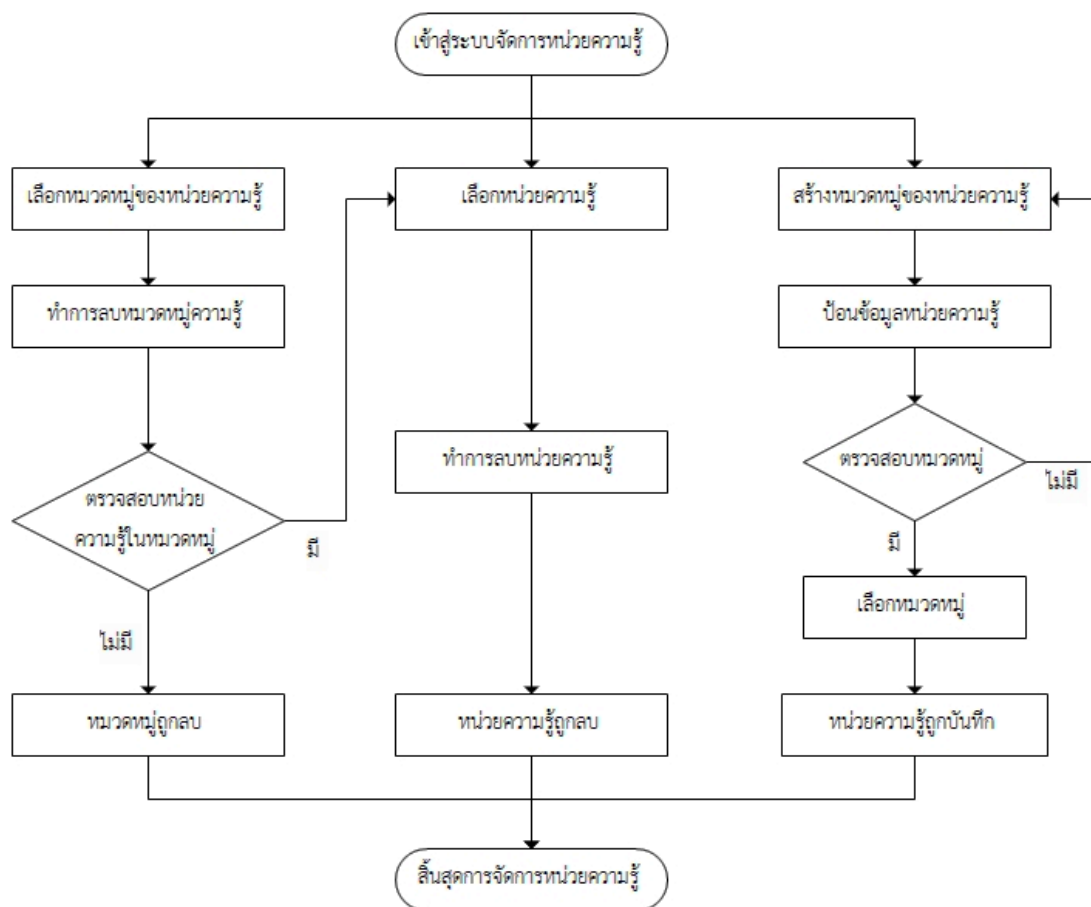 เข้าสู่ระบบจัดการหน่วยความรู้
เลือกหมวดหมู่ของหน่วยความรู้
เลือกหน่วยความรู้
สร้างหมวดหมู่ของหน่วยความรู้
ทำการลบหมวดหมู่ความรู้
ป้อนข้อมูลหน่วยความรู้
ทำการลบหน่วยความรู้
ตรวจสอบหมวดหมู่
ไม่มี
ตรวจสอบหน่วย
ความรู้ในหมวดหมู่
มี
มี
เลือกหมวดหมู่
ไม่มี
หมวดหมู่ถูกลบ
หน่วยความรู้ถูกลบ
หน่วยความรู้ถูกบันทึก
สิ้นสุดการจัดการหน่วยความรู้